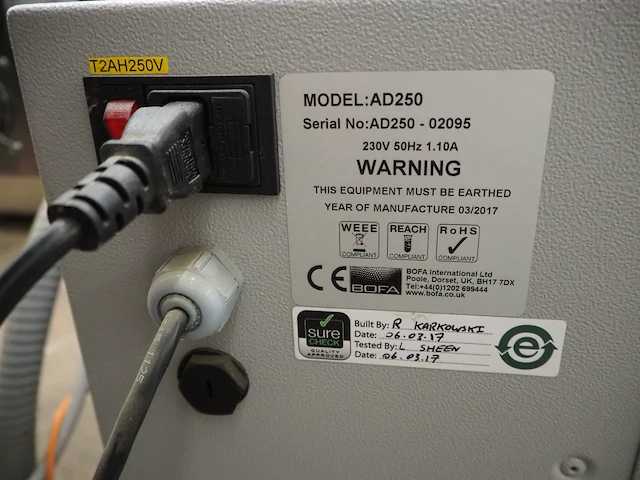 T2AH250V
MODEL:AD250
Serial No:AD250 - 02095
230V 50Hz 1.10A
WARNING
THIS EQUIPMENT MUST BE EARTHED
YEAR OF MANUFACTURE 03/2017
WEEE REACH RoHS
COMPLIANT COMPLIANT COMPLIANT
CE BOFA
BOFA International Ltd
Poole, Dorset, UK, BH17 7DX
Tel:+44(0)1202 699444
www.bofa.co.uk
sure CHECK
QUALITY APPROVED
Built By: R KARKOWSKI
Date: 06.03.17
Tested By: L SHEEN
Date: 06.03.17
e